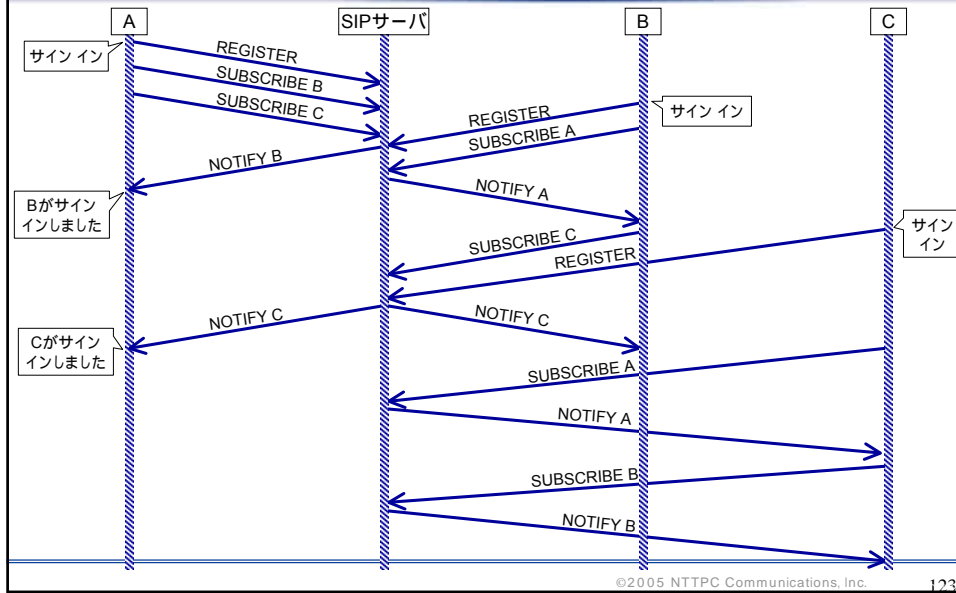 A
SIPサーバ
B
C
サイン イン
REGISTER
SUBSCRIBE B
SUBSCRIBE C
サイン イン
REGISTER
SUBSCRIBE A
NOTIFY B
NOTIFY A
Bがサイン
インしました
サイン
イン
SUBSCRIBE C
REGISTER
NOTIFY C
NOTIFY C
Cがサイン
インしました
SUBSCRIBE A
NOTIFY A
SUBSCRIBE B
NOTIFY B
©2005 NTTPC Communications, Inc.
123